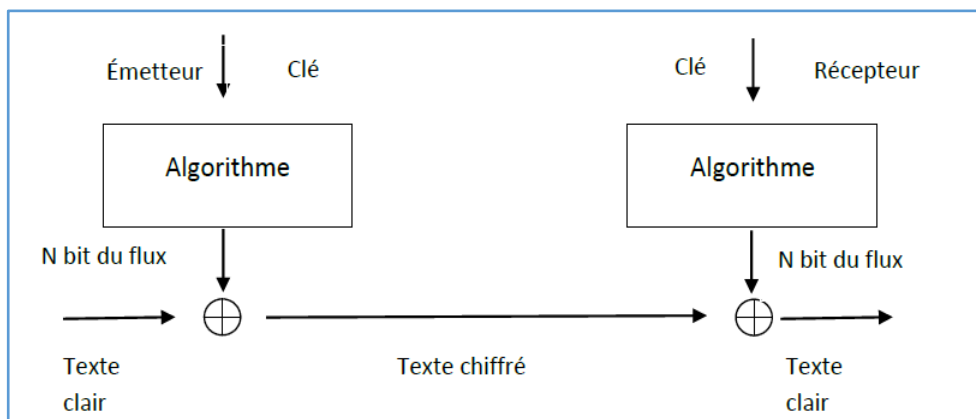 Émetteur Clé Clé Récepteur
Algorithme Algorithme
N bit du flux N bit du flux
Texte clair Texte chiffré Texte clair